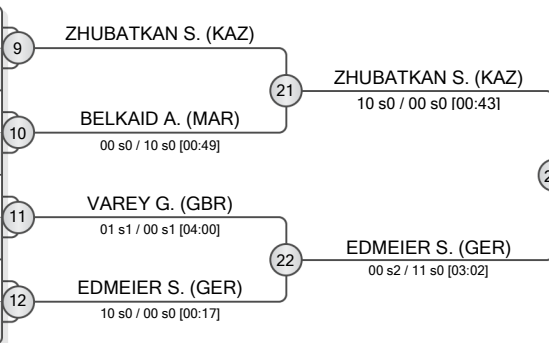 9
ZHUBATKAN S. (KAZ)
21
ZHUBATKAN S. (KAZ)
10 s0 / 00 s0 [00:43]
10
BELKAID A. (MAR)
00 s0 / 10 s0 [00:49]
11
VAREY G. (GBR)
01 s1 / 00 s1 [04:00]
22
EDMEIER S. (GER)
00 s2 / 11 s0 [03:02]
12
EDMEIER S. (GER)
10 s0 / 00 s0 [00:17]